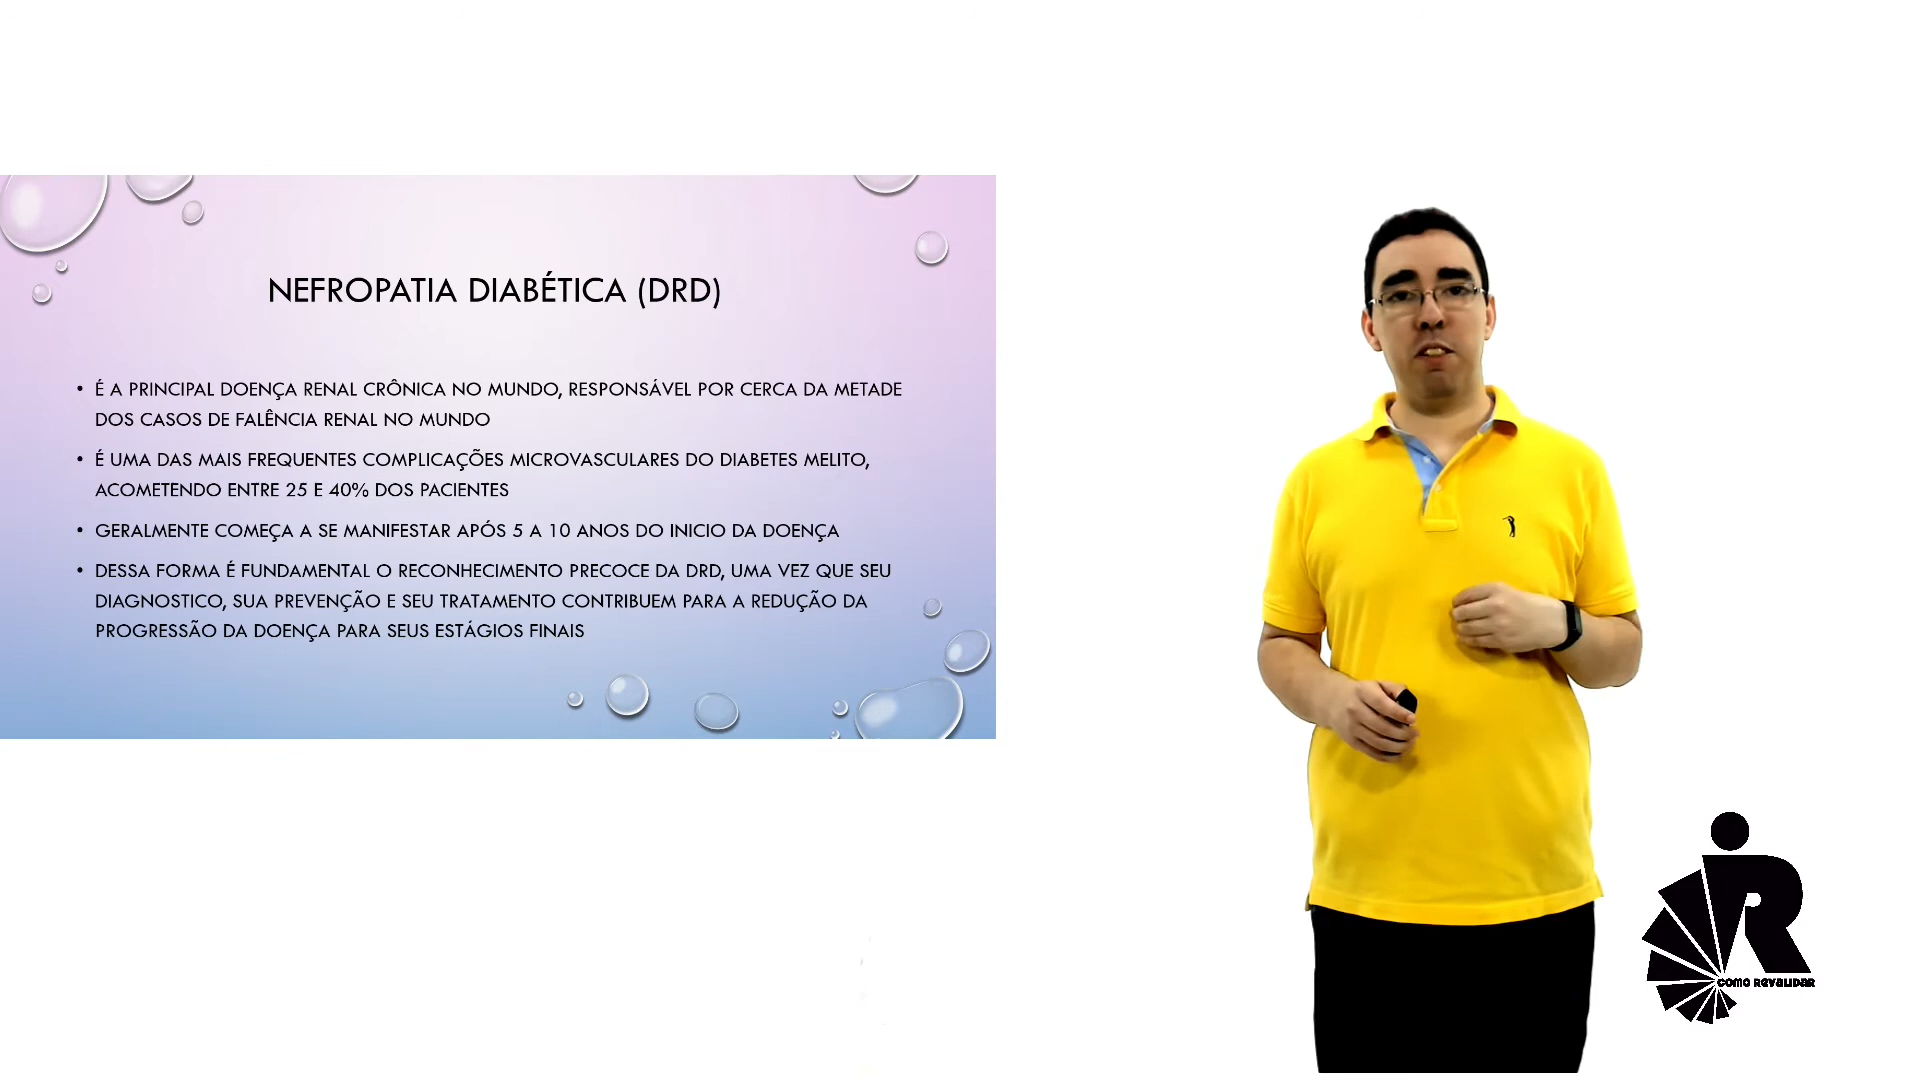 NEFROPATIA DIABÉTICA (DRD)
• É A PRINCIPAL DOENÇA RENAL CRÔNICA NO MUNDO, RESPONSÁVEL POR CERCA DA METADE
DOS CASOS DE FALÊNCIA RENAL NO MUNDO
• É UMA DAS MAIS FREQUENTES COMPLICAÇÕES MICROVASCULARES DO DIABETES MELITO,
ACOMETENDO ENTRE 25 E 40% DOS PACIENTES
• GERALMENTE COMEÇA A SE MANIFESTAR APÓS 5 A 10 ANOS DO INICIO DA DOENÇA
• DESSA FORMA É FUNDAMENTAL O RECONHECIMENTO PRECOCE DA DRD, UMA VEZ QUE SEU
DIAGNOSTICO, SUA PREVENÇÃO E SEU TRATAMENTO CONTRIBUEM PARA A REDUÇÃO DA
PROGRESSÃO DA DOENÇA PARA SEUS ESTÁGIOS FINAIS
R
COMO REVALIDAR